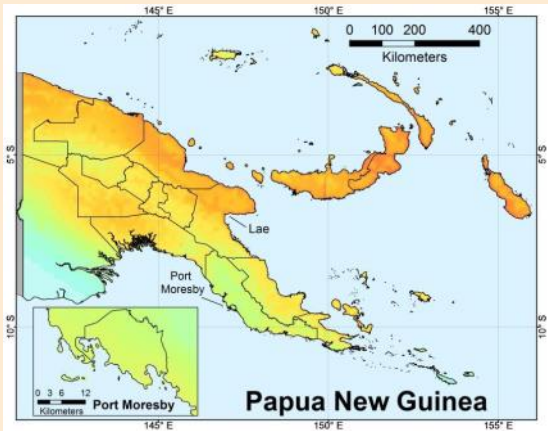 145°E 150°E 155°E
0 100 200 400
Kilometers
5°S 5°S
Lae
Port
Moresby
10°S 10°S
0 3 6 12
Kilometers
Port Moresby
Papua New Guinea
145°E 150°E 155°E